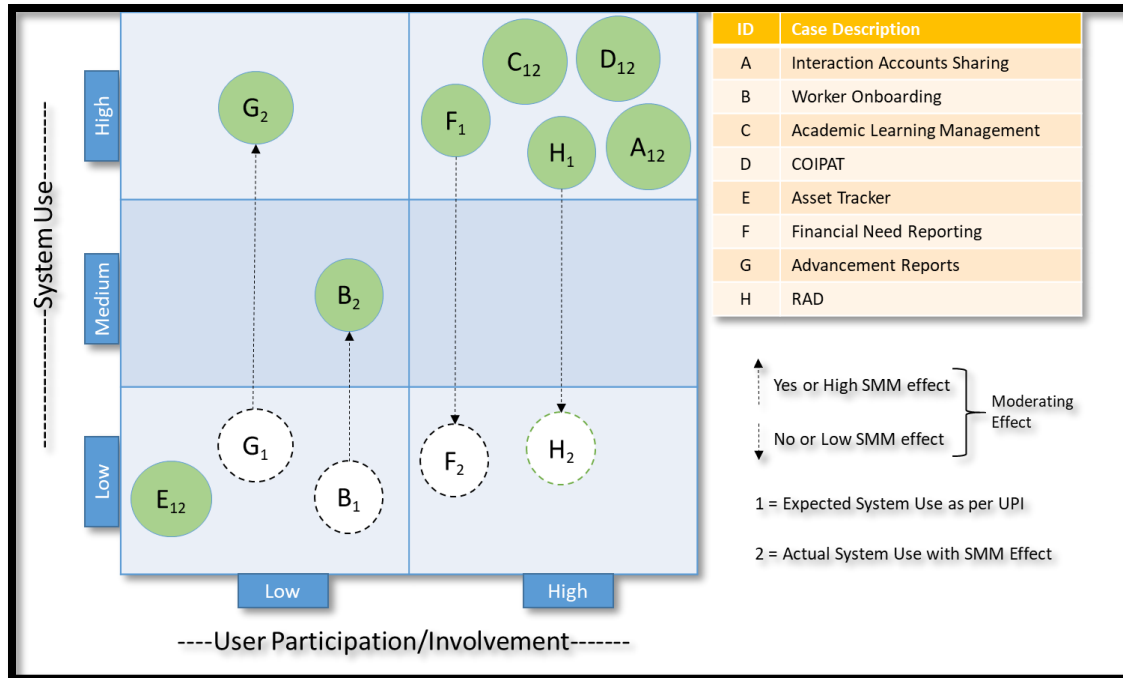 -----------------System Use-----------------
High
Medium
Low
G2
C12
D12
F1
H1
A12
B2
G1
B1
E12
F2
H2
Low
High
----User Participation/Involvement-------
ID Case Description
A Interaction Accounts Sharing
B Worker Onboarding
C Academic Learning Management
D COIPAT
E Asset Tracker
F Financial Need Reporting
G Advancement Reports
H RAD
Yes or High SMM effect
No or Low SMM effect
Moderating
Effect
1 = Expected System Use as per UPI
2 = Actual System Use with SMM Effect